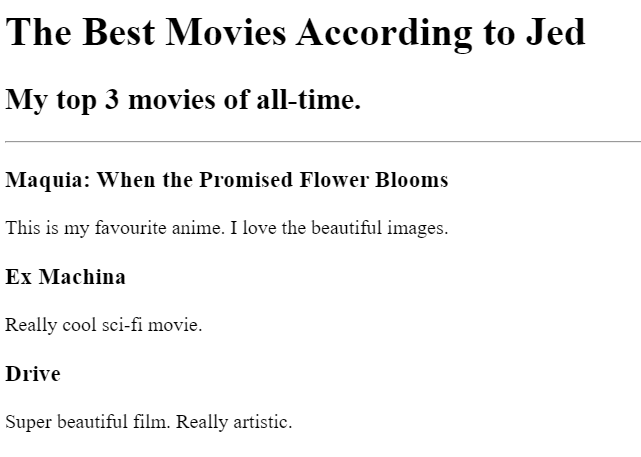 The Best Movies According to Jed
My top 3 movies of all-time.
Maquia: When the Promised Flower Blooms
This is my favourite anime. I love the beautiful images.
Ex Machina
Really cool sci-fi movie.
Drive
Super beautiful film. Really artistic.